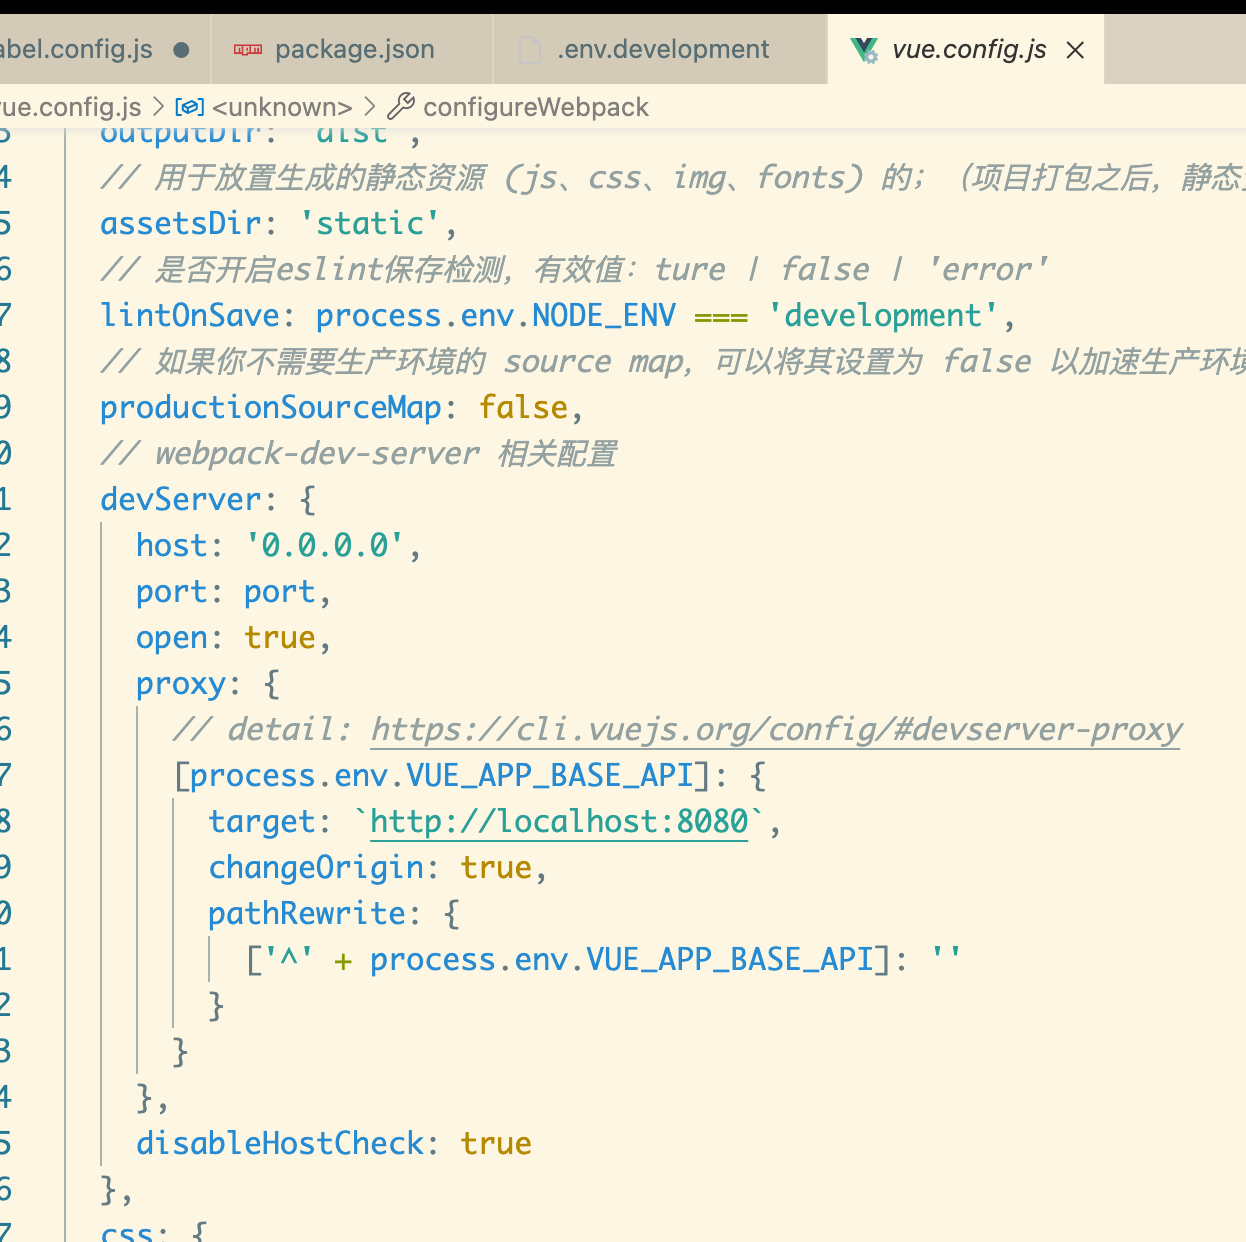 abel.config.js ● package.json .env.development vue.config.js ×
vue.config.js > <unknown> > configureWebpack
3 outputDir: 'dist',
4 // 用于放置生成的静态资源 (js、css、img、fonts) 的；（项目打包之后，静态
5 assetsDir: 'static',
6 // 是否开启eslint保存检测，有效值：ture | false | 'error'
7 lintOnSave: process.env.NODE_ENV === 'development',
8 // 如果你不需要生产环境的 source map，可以将其设置为 false 以加速生产环境
9 productionSourceMap: false,
0 // webpack-dev-server 相关配置
1 devServer: {
2 host: '0.0.0.0',
3 port: port,
4 open: true,
5 proxy: {
6 // detail: https://cli.vuejs.org/config/#devserver-proxy
7 [process.env.VUE_APP_BASE_API]: {
8 target: `http://localhost:8080`,
9 changeOrigin: true,
0 pathRewrite: {
1 ['^' + process.env.VUE_APP_BASE_API]: ''
2 }
3 }
4 },
5 disableHostCheck: true
6 },
7 css: {